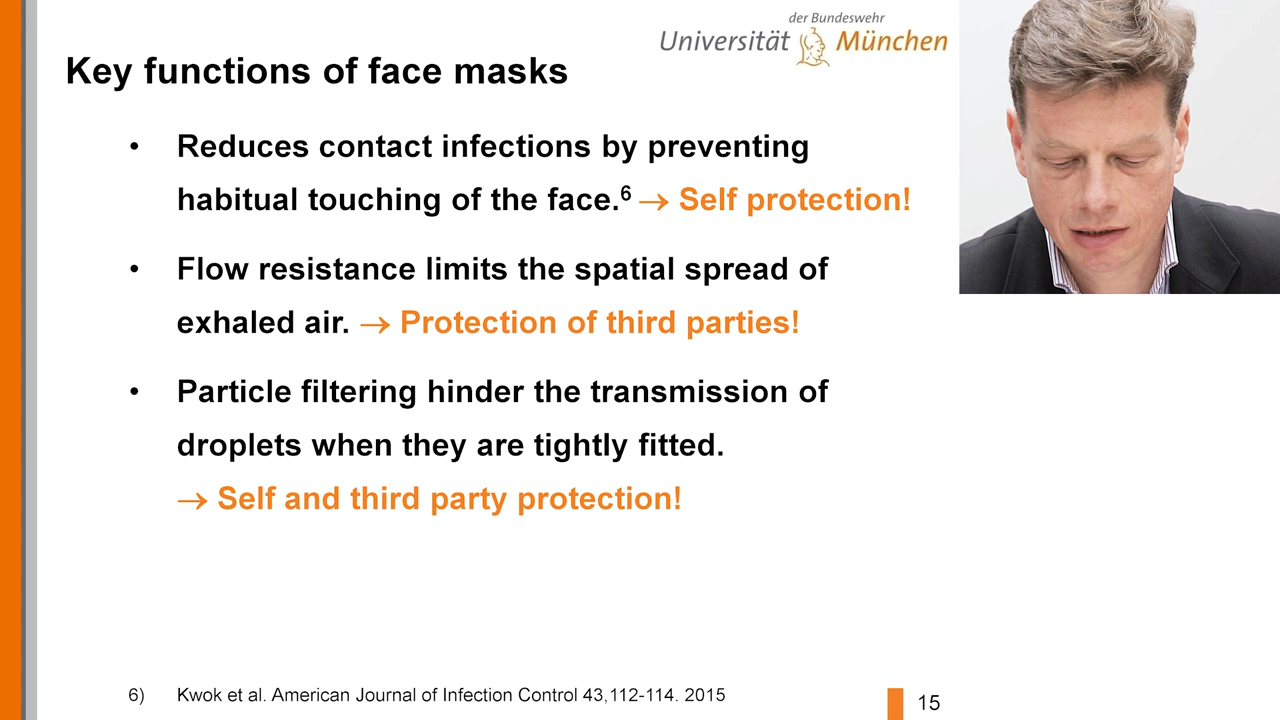 der Bundeswehr
Universität München
Key functions of face masks
• Reduces contact infections by preventing
habitual touching of the face.⁶ → Self protection!
• Flow resistance limits the spatial spread of
exhaled air. → Protection of third parties!
• Particle filtering hinder the transmission of
droplets when they are tightly fitted.
→ Self and third party protection!
6) Kwok et al. American Journal of Infection Control 43,112-114. 2015
15